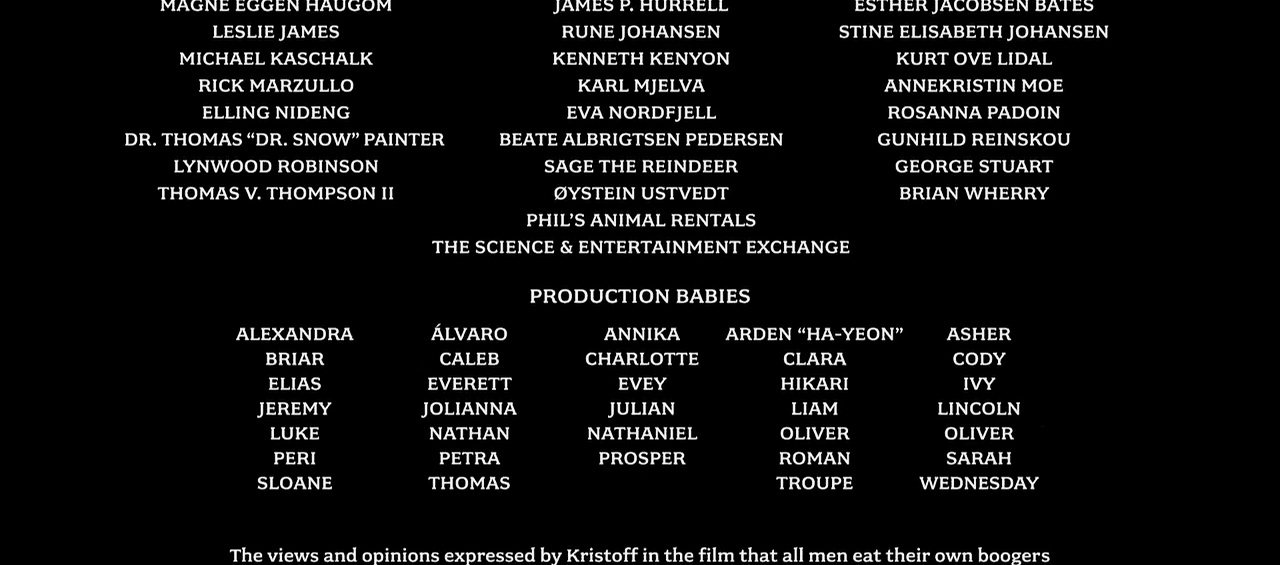 MAGNE EGGEN HAUGOM JAMES P. HURRELL ESTHER JACOBSEN BATES
LESLIE JAMES RUNE JOHANSEN STINE ELISABETH JOHANSEN
MICHAEL KASCHALK KENNETH KENYON KURT OVE LIDAL
RICK MARZULLO KARL MJELVA ANNEKRISTIN MOE
ELLING NIDENG EVA NORDFJELL ROSANNA PADOIN
DR. THOMAS “DR. SNOW” PAINTER BEATE ALBRIGTSEN PEDERSEN GUNHILD REINSKOU
LYNWOOD ROBINSON SAGE THE REINDEER GEORGE STUART
THOMAS V. THOMPSON II ØYSTEIN USTVEDT BRIAN WHERRY
PHIL’S ANIMAL RENTALS
THE SCIENCE & ENTERTAINMENT EXCHANGE
PRODUCTION BABIES
ALEXANDRA ÁLVARO ANNIKA ARDEN “HA-YEON” ASHER
BRIAR CALEB CHARLOTTE CLARA CODY
ELIAS EVERETT EVEY HIKARI IVY
JEREMY JOLIANNA JULIAN LIAM LINCOLN
LUKE NATHAN NATHANIEL OLIVER OLIVER
PERI PETRA PROSPER ROMAN SARAH
SLOANE THOMAS TROUPE WEDNESDAY
The views and opinions expressed by Kristoff in the film that all men eat their own boogers